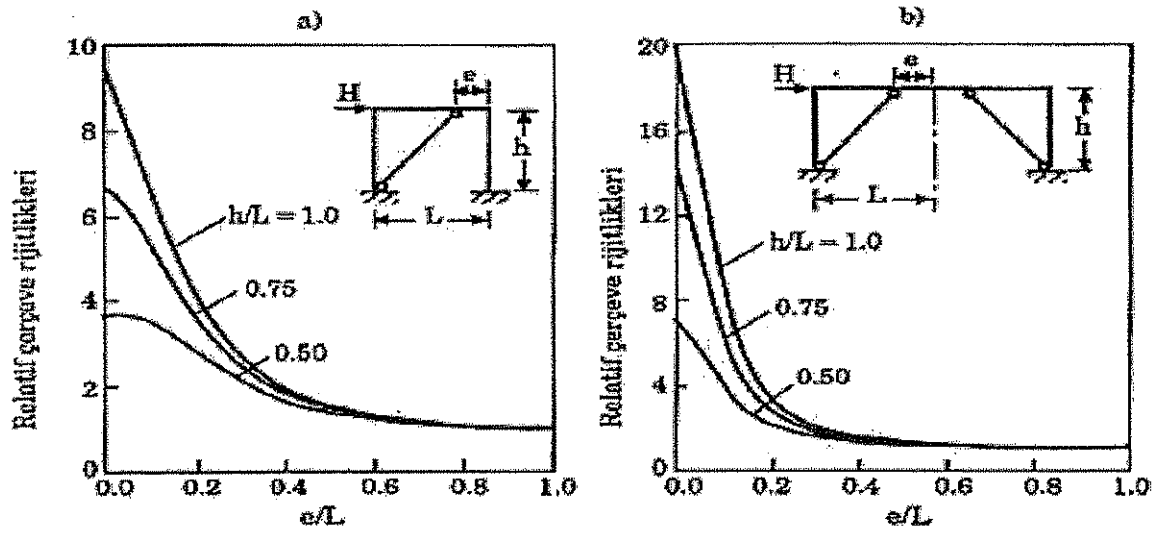 a)
Relatif çarçave rijitlikleri
10
8
6
4
2
0
0.0
0.2
0.4
0.6
0.8
1.0
e/L
h/L = 1.0
0.75
0.50
H
e
h
L
b)
Relatif çerçeve rijitlikleri
20
16
12
8
4
0
0.0
0.2
0.4
0.6
0.8
1.0
e/L
h/L = 1.0
0.75
0.50
H
e
h
L